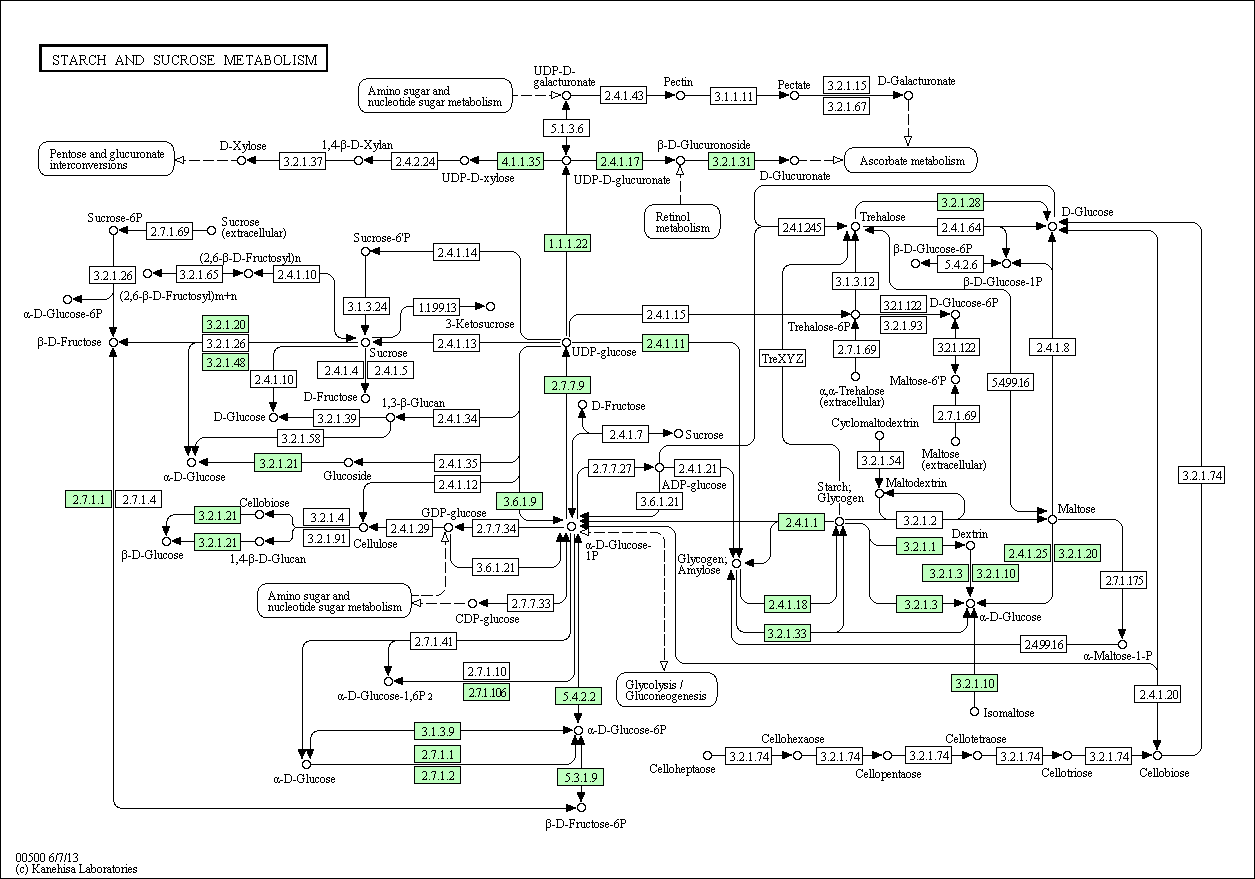 STARCH AND SUCROSE METABOLISM
UDP-D-
galacturonate
Amino sugar and
nucleotide sugar metabolism
2.4.1.43
Pectin
3.1.1.11
Pectate
3.2.1.15
3.2.1.67
D-Galacturonate
5.1.3.6
Pentose and glucuronate
interconversions
D-Xylose
3.2.1.37
1,4-β-D-Xylan
2.4.2.24
UDP-D-xylose
4.1.1.35
2.4.1.17
UDP-D-glucuronate
β-D-Glucuronoside
3.2.1.31
D-Glucuronate
Ascorbate metabolism
Retinol
metabolism
Sucrose-6P
2.7.1.69
Sucrose
(extracellular)
Sucrose-6'P
2.4.1.14
1.1.1.22
2.4.1.245
Trehalose
3.2.1.28
2.4.1.64
D-Glucose
β-D-Glucose-6P
5.4.2.6
β-D-Glucose-1P
3.2.1.26
3.2.1.65
(2,6-β-D-Fructosyl)n
2.4.1.10
(2,6-β-D-Fructosyl)m+n
α-D-Glucose-6P
3.1.3.24
1.1.99.13
3-Ketosucrose
2.4.1.15
3.1.3.12
Trehalose-6P
3.2.1.122
3.2.1.93
D-Glucose-6P
β-D-Fructose
3.2.1.20
3.2.1.26
3.2.1.48
Sucrose
2.4.1.13
UDP-glucose
2.4.1.11
2.7.1.69
3.2.1.122
2.4.1.8
TreXYZ
2.4.1.10
2.4.1.4
2.4.1.5
D-Fructose
2.7.7.9
α,α-Trehalose
(extracellular)
Maltose-6'P
5.4.99.16
D-Glucose
3.2.1.39
1,3-β-Glucan
2.4.1.34
D-Fructose
2.4.1.7
Sucrose
Cyclomaltodextrin
2.7.1.69
3.2.1.58
3.2.1.54
Maltose
(extracellular)
3.2.1.74
α-D-Glucose
3.2.1.21
Glucoside
2.4.1.35
2.4.1.12
2.7.7.27
ADP-glucose
2.4.1.21
Starch;
Glycogen
Maltodextrin
2.7.1.1
2.7.1.4
3.6.1.9
3.6.1.21
Cellobiose
3.2.1.21
3.2.1.4
3.2.1.91
Cellulose
2.4.1.29
GDP-glucose
2.7.7.34
α-D-Glucose-
1P
2.4.1.1
3.2.1.2
Maltose
β-D-Glucose
3.2.1.21
1,4-β-D-Glucan
3.6.1.21
Glycogen;
Amylose
3.2.1.1
Dextrin
2.4.1.25
3.2.1.20
3.2.1.3
3.2.1.10
2.7.1.175
Amino sugar and
nucleotide sugar metabolism
2.7.7.33
CDP-glucose
2.4.1.18
3.2.1.3
α-D-Glucose
3.2.1.33
2.7.1.41
2.4.99.16
α-Maltose-1-P
2.7.1.10
2.7.1.106
α-D-Glucose-1,6P2
5.4.2.2
Glycolysis /
Gluconeogenesis
3.2.1.10
Isomaltose
2.4.1.20
3.1.3.9
α-D-Glucose-6P
2.7.1.1
2.7.1.2
α-D-Glucose
5.3.1.9
β-D-Fructose-6P
Celloheptaose
3.2.1.74
Cellohexaose
3.2.1.74
Cellopentaose
3.2.1.74
Cellotetraose
3.2.1.74
Cellotriose
3.2.1.74
Cellobiose
00500 6/7/13
(c) Kanehisa Laboratories